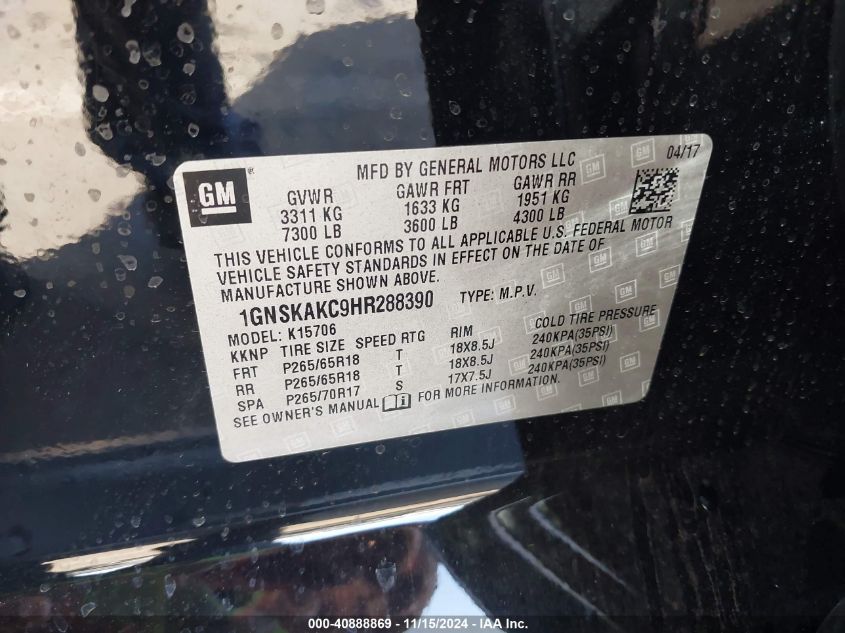 MFD BY GENERAL MOTORS LLC 04/17
GM
GVWR GAWR FRT GAWR RR
3311 KG 1633 KG 1951 KG
7300 LB 3600 LB 4300 LB
THIS VEHICLE CONFORMS TO ALL APPLICABLE U.S. FEDERAL MOTOR
VEHICLE SAFETY STANDARDS IN EFFECT ON THE DATE OF
MANUFACTURE SHOWN ABOVE.
1GNSKAKC9HR288390 TYPE: M.P.V.
MODEL: K15706
KKNP TIRE SIZE SPEED RTG RIM COLD TIRE PRESSURE
FRT P265/65R18 T 18X8.5J 240KPA(35PSI)
RR P265/65R18 T 18X8.5J 240KPA(35PSI)
SPA P265/70R17 S 17X7.5J 240KPA(35PSI)
SEE OWNER'S MANUAL FOR MORE INFORMATION.
000-40888869 - 11/15/2024 - IAAI.com.